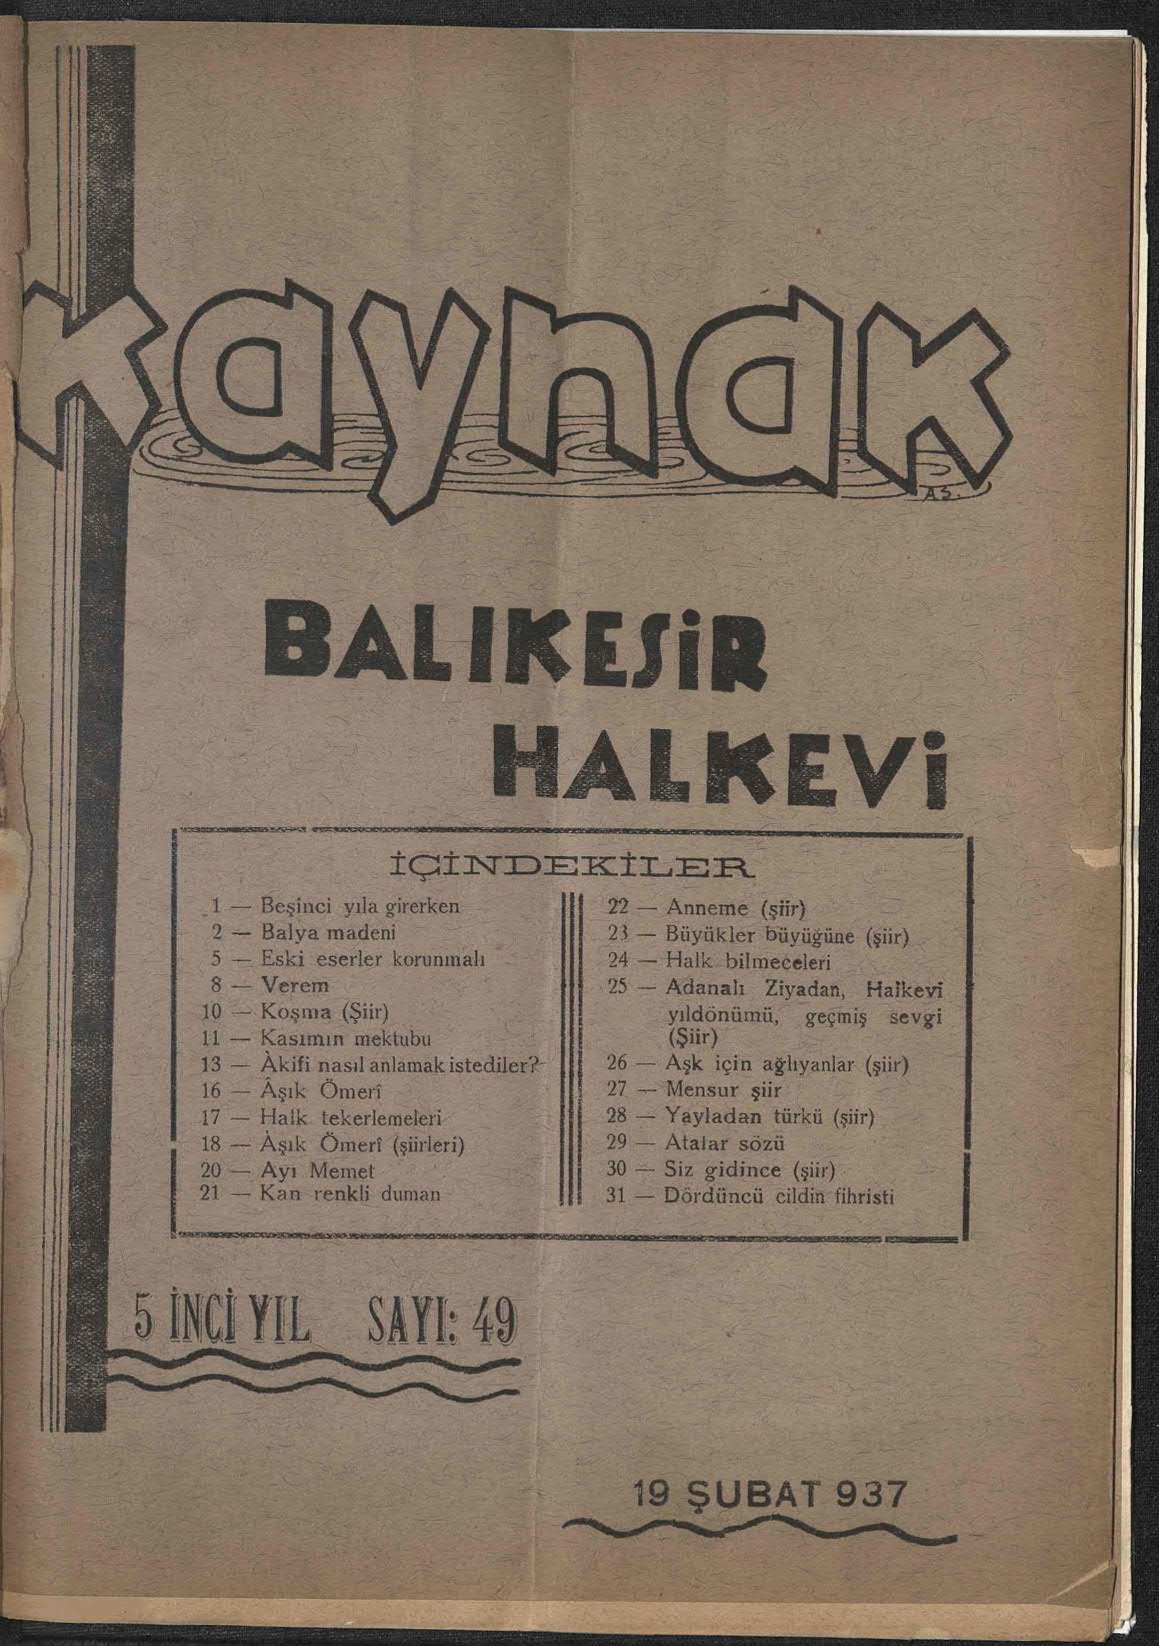 kaynak
A.S.
BALIKESİR
HALKEVİ
İÇİNDEKİLER
1 — Beşinci yıla girerken
2 — Balya madeni
5 — Eski eserler korunmalı
8 — Verem
10 — Koşma (Şiir)
11 — Kasımın mektubu
13 — Âkifi nasıl anlamak istediler?
16 — Âşık Ömerî
17 — Halk tekerlemeleri
18 — Âşık Ömerî (şiirleri)
20 — Ayı Memet
21 — Kan renkli duman
22 — Anneme (şiir)
23 — Büyükler büyüğüne (şiir)
24 — Halk bilmeceleri
25 — Adanalı Ziyadan, Halkevi
yıldönümü, geçmiş sevgi
(Şiir)
26 — Aşk için ağlıyanlar (şiir)
27 — Mensur şiir
28 — Yayladan türkü (şiir)
29 — Atalar sözü
30 — Siz gidince (şiir)
31 — Dördüncü cildin fihristi
5 İNCİ YIL SAYI: 49
19 ŞUBAT 937